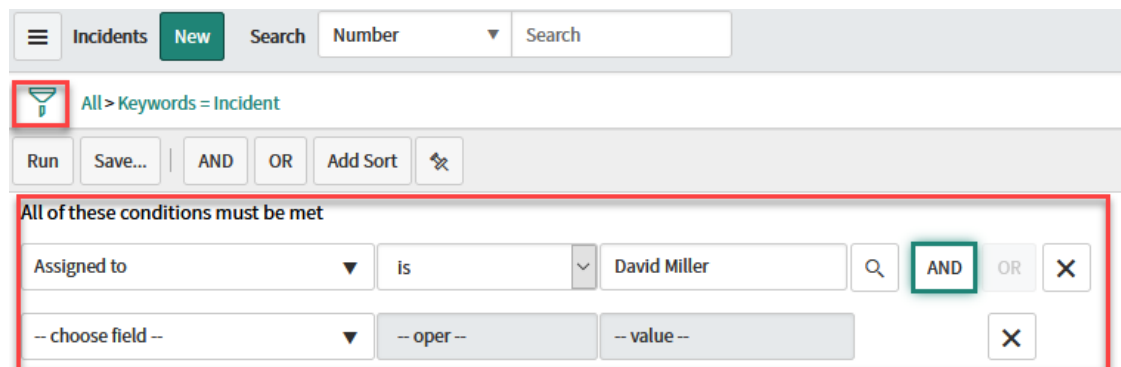 Incidents New Search Number Search
All > Keywords = Incident
Run Save... AND OR Add Sort
All of these conditions must be met
Assigned to is David Miller AND OR
-- choose field -- -- oper -- -- value --